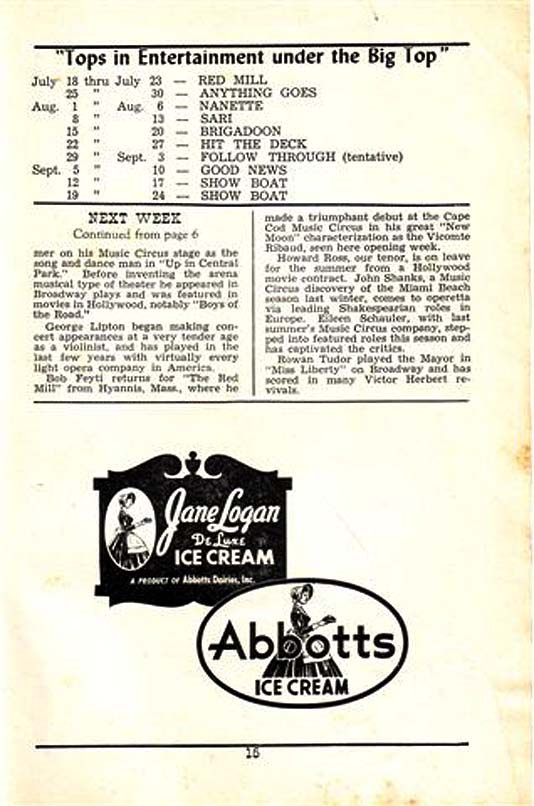 "Tops in Entertainment under the Big Top"
July 18 thru July 23 — RED MILL
25 " 30 — ANYTHING GOES
Aug. 1 " Aug. 6 — NANETTE
8 " 13 — SARI
15 " 20 — BRIGADOON
22 " 27 — HIT THE DECK
29 " Sept. 3 — FOLLOW THROUGH (tentative)
Sept. 5 " 10 — GOOD NEWS
12 " 17 — SHOW BOAT
19 " 24 — SHOW BOAT
NEXT WEEK
Continued from page 6
mer on his Music Circus stage as the
song and dance man in "Up in Central
Park." Before inventing the arena
musical type of theater he appeared in
Broadway plays and was featured in
movies in Hollywood, notably "Boys of
the Road."
George Lipton began making con-
cert appearances at a very tender age
as a violinist, and has played in the
last few years with virtually every
light opera company in America.
Bob Feyti returns for "The Red
Mill" from Hyannis, Mass., where he
made a triumphant debut at the Cape
Cod Music Circus in his great "New
Moon" characterization as the Vicomte
Ribaud, seen here opening week.
Howard Ross, our tenor, is on leave
for the summer from a Hollywood
movie contract. John Shanks, a Music
Circus discovery of the Miami Beach
season last winter, comes to operetta
via leading Shakespearian roles in
Europe. Eileen Schauler, with last
summer's Music Circus company, step-
ped into featured roles this season and
has captivated the critics.
Rowan Tudor played the Mayor in
"Miss Liberty" on Broadway and has
scored in many Victor Herbert re-
vivals.
Jane Logan
De Luxe
ICE CREAM
A PRODUCT OF Abbotts Dairies, Inc.
Abbotts
ICE CREAM
15